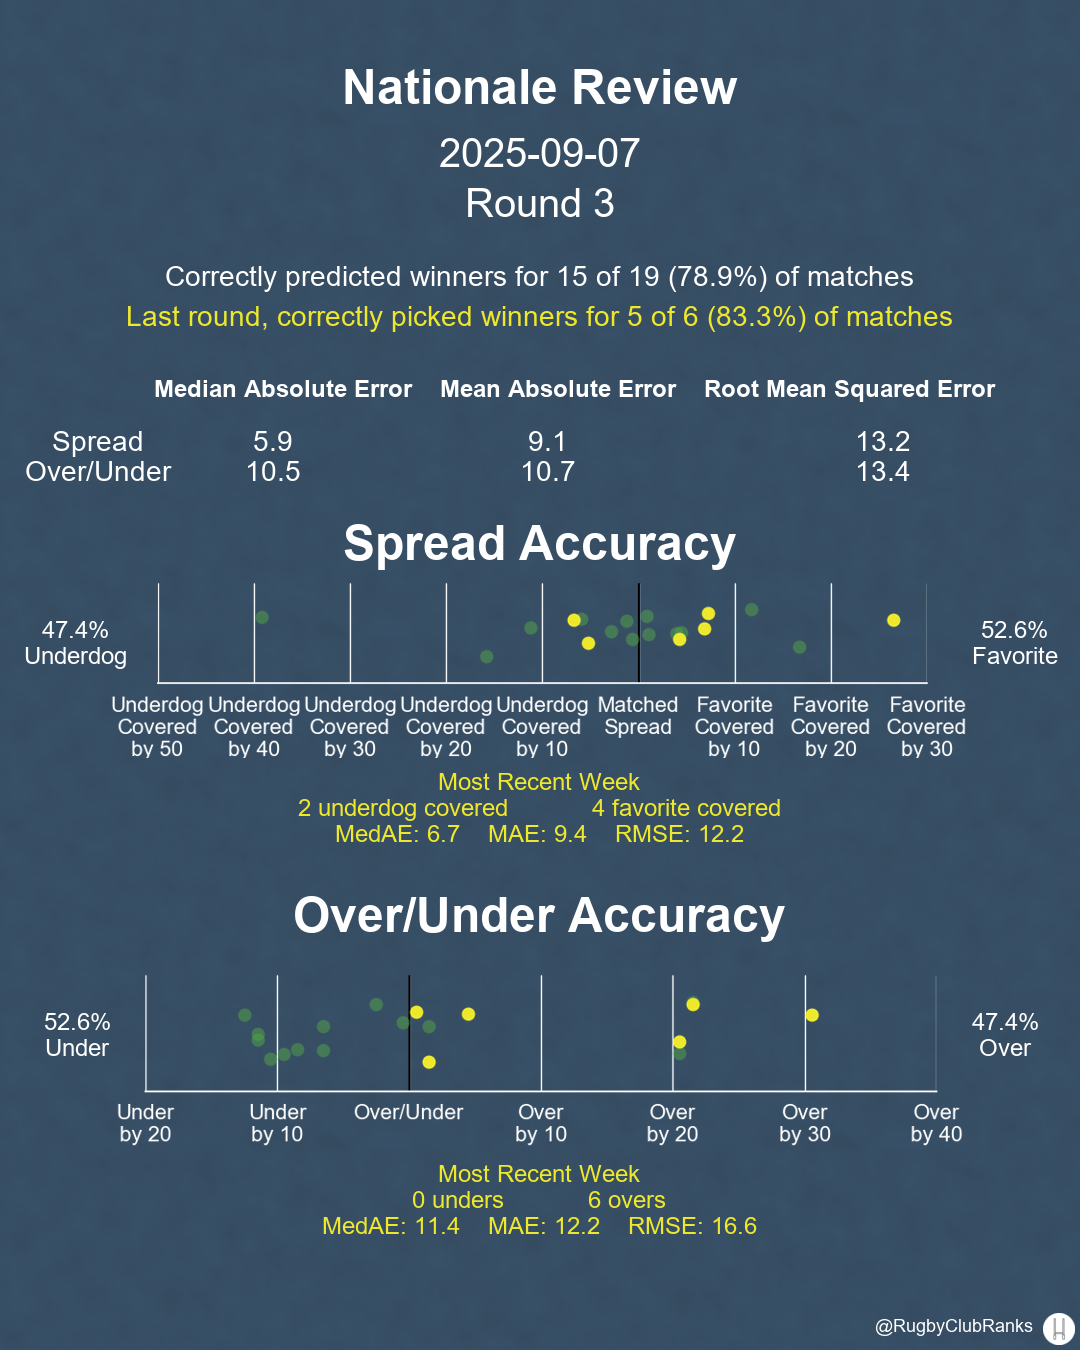 Nationale Review
2025-09-07
Round 3
Correctly predicted winners for 15 of 19 (78.9%) of matches
Last round, correctly picked winners for 5 of 6 (83.3%) of matches
Median Absolute Error Mean Absolute Error Root Mean Squared Error
Spread 5.9 9.1 13.2
Over/Under 10.5 10.7 13.4
Spread Accuracy
47.4% Underdog
52.6% Favorite
Underdog Covered by 50
Underdog Covered by 40
Underdog Covered by 30
Underdog Covered by 20
Underdog Covered by 10
Matched Spread
Favorite Covered by 10
Favorite Covered by 20
Favorite Covered by 30
Most Recent Week
2 underdog covered 4 favorite covered
MedAE: 6.7 MAE: 9.4 RMSE: 12.2
Over/Under Accuracy
52.6% Under
47.4% Over
Under by 20
Under by 10
Over/Under
Over by 10
Over by 20
Over by 30
Over by 40
Most Recent Week
0 unders 6 overs
MedAE: 11.4 MAE: 12.2 RMSE: 16.6
@RugbyClubRanks